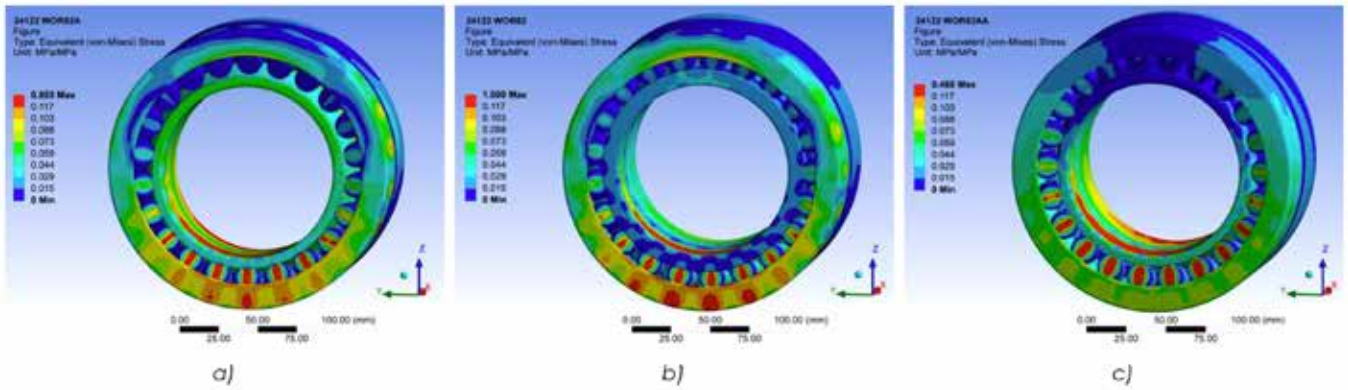 Figure
Type: Equivalent (von-Mises) Stress
Unit: MPa/MPa
0.117
0.103
0.088
0.073
0.059
0.044
0.029
0.015
0 Min
Z
Y
X
0.00 50.00 100.00 (mm)
25.00 75.00
a)
Figure
Type: Equivalent (von-Mises) Stress
Unit: MPa/MPa
1.000 Max
0.117
0.103
0.088
0.073
0.044
0.015
0 Min
Z
Y
X
0.00 50.00 100.00 (mm)
25.00 75.00
b)
Figure
Type: Equivalent (von-Mises) Stress
Unit: MPa/MPa
0.117
0.103
0.088
0.073
0.059
0.044
0.015
0 Min
Z
Y
X
0.00 50.00 100.00 (mm)
25.00 75.00
c)